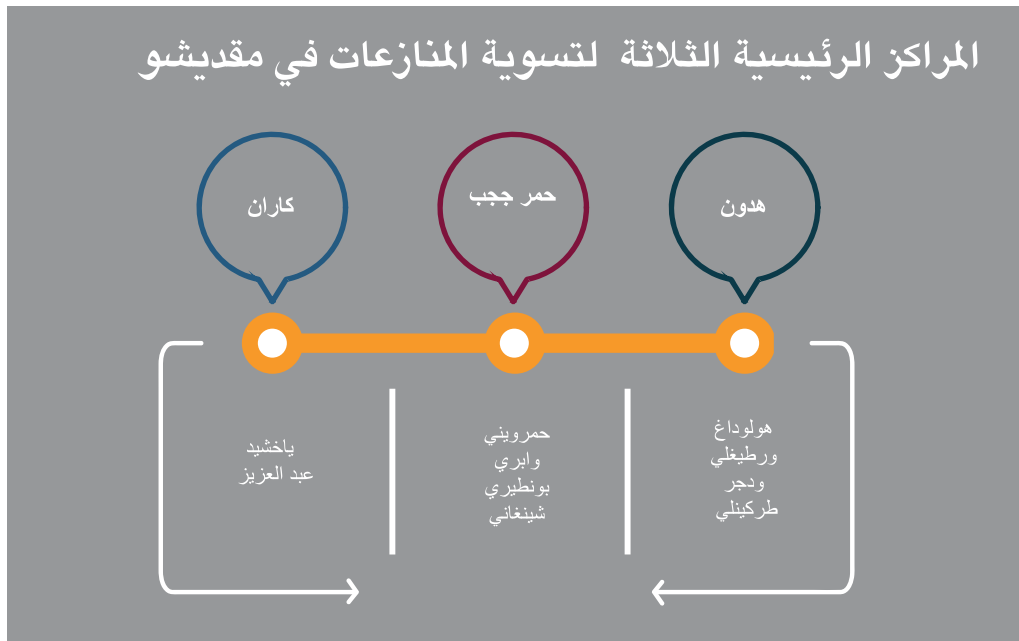 المراكز الرئيسية الثلاثة لتسوية المنازعات في مقديشو
هدون
حمر ججب
كاران
هولوداغ
ورطيغلي
ودجر
طركينلي
حمرويني
وابري
بونطيري
شينغاني
ياخشيد
عبد العزيز